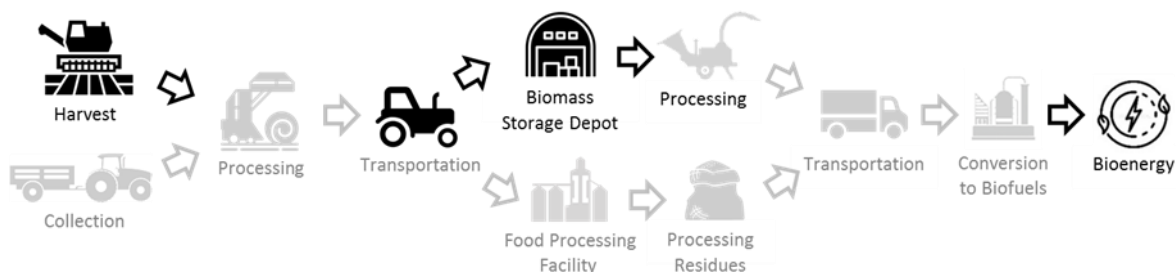 Harvest
Collection
Processing
Transportation
Biomass
Storage Depot
Processing
Food Processing
Facility
Processing
Residues
Transportation
Conversion
to Biofuels
Bioenergy